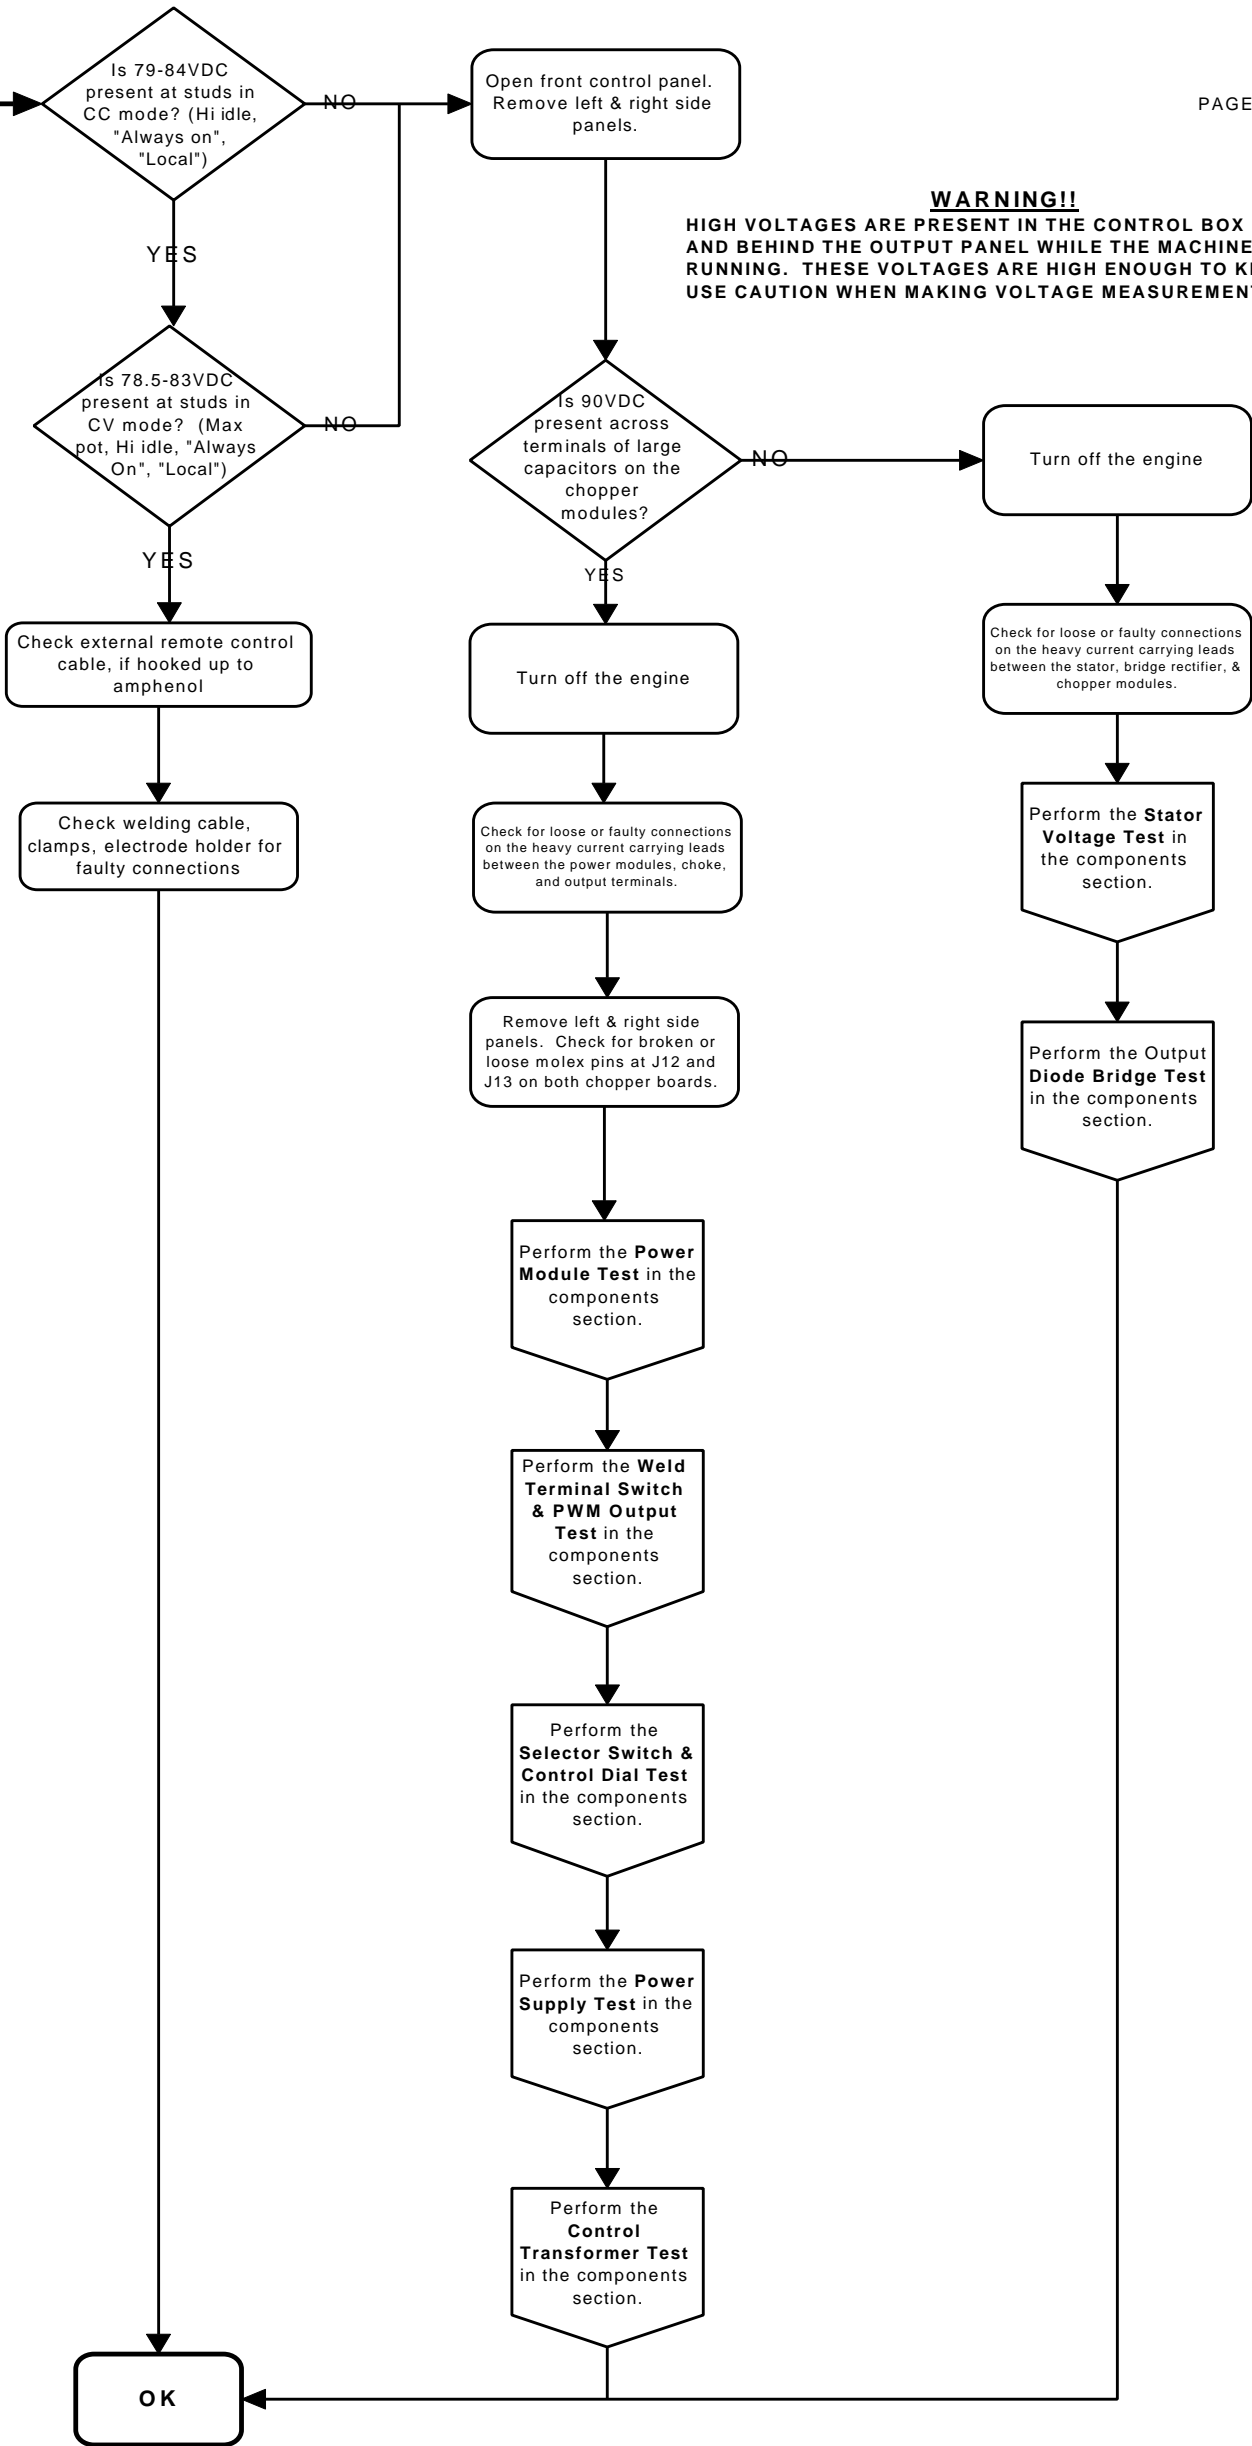 Is 79-84VDC
present at studs in
CC mode? (Hi idle,
"Always on",
"Local")
NO
Open front control panel.
Remove left & right side
panels.
PAGE
WARNING!!
HIGH VOLTAGES ARE PRESENT IN THE CONTROL BOX
AND BEHIND THE OUTPUT PANEL WHILE THE MACHINE
RUNNING. THESE VOLTAGES ARE HIGH ENOUGH TO
USE CAUTION WHEN MAKING VOLTAGE
YES
Is 78.5-83VDC
present at studs in
CV mode? (Max
pot, Hi idle, "Always
On", "Local")
NO
Is 90VDC
present across
terminals of large
capacitors on the
chopper
modules?
NO
Turn off the engine
YES
YES
Check external remote control
cable, if hooked up to
amphenol
Turn off the engine
Check for loose or faulty connections
on the heavy current carrying leads
between the stator, bridge rectifier, &
chopper modules.
Check welding cable,
clamps, electrode holder for
faulty connections
Check for loose or faulty connections
on the heavy current carrying leads
between the power modules, choke,
and output terminals.
Perform the Stator
Voltage Test in
the components
section.
Remove left & right side
panels. Check for broken or
loose molex pins at J12 and
J13 on both chopper boards.
Perform the Output
Diode Bridge Test
in the components
section.
Perform the Power
Module Test in the
components
section.
Perform the Weld
Terminal Switch
& PWM Output
Test in the
components
section.
Perform the
Selector Switch &
Control Dial Test
in the components
section.
Perform the Power
Supply Test in the
components
section.
Perform the
Control
Transformer Test
in the components
section.
OK